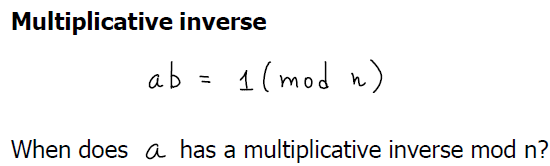 Multiplicative inverse
ab = 1 (mod n)
When does a has a multiplicative inverse mod n?